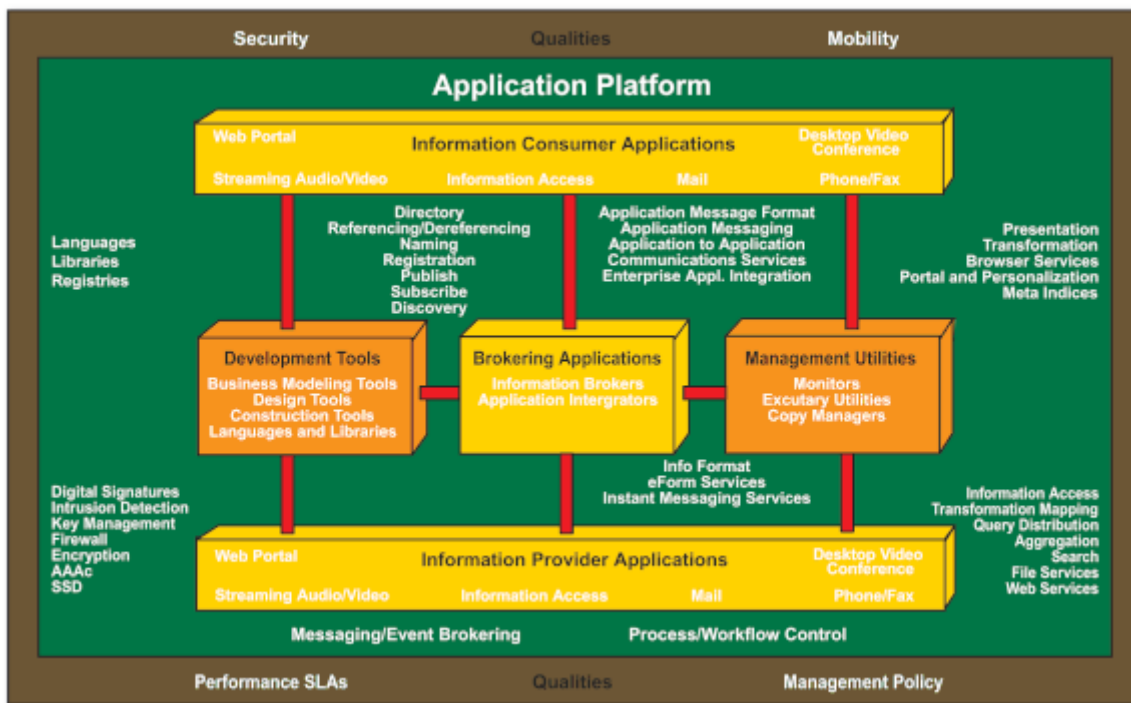 Security Qualities Mobility
Application Platform
Web Portal
Information Consumer Applications
Desktop Video
Conference
Streaming Audio/Video Information Access Mail Phone/Fax
Languages
Libraries
Registries
Directory
Referencing/Dereferencing
Naming
Registration
Publish
Subscribe
Discovery
Application Message Format
Application Messaging
Application to Application
Communications Services
Enterprise Appl. Integration
Presentation
Transformation
Browser Services
Portal and Personalization
Meta Indices
Development Tools
Business Modeling Tools
Design Tools
Construction Tools
Languages and Libraries
Brokering Applications
Information Brokers
Application Intergrators
Management Utilities
Monitors
Excutary Utilities
Copy Managers
Info Format
eForm Services
Instant Messaging Services
Digital Signatures
Intrusion Detection
Key Management
Firewall
Encryption
AAAc
SSD
Information Access
Transformation Mapping
Query Distribution
Aggregation
Search
File Services
Web Services
Web Portal
Information Provider Applications
Desktop Video
Conference
Streaming Audio/Video Information Access Mail Phone/Fax
Messaging/Event Brokering Process/Workflow Control
Performance SLAs Qualities Management Policy